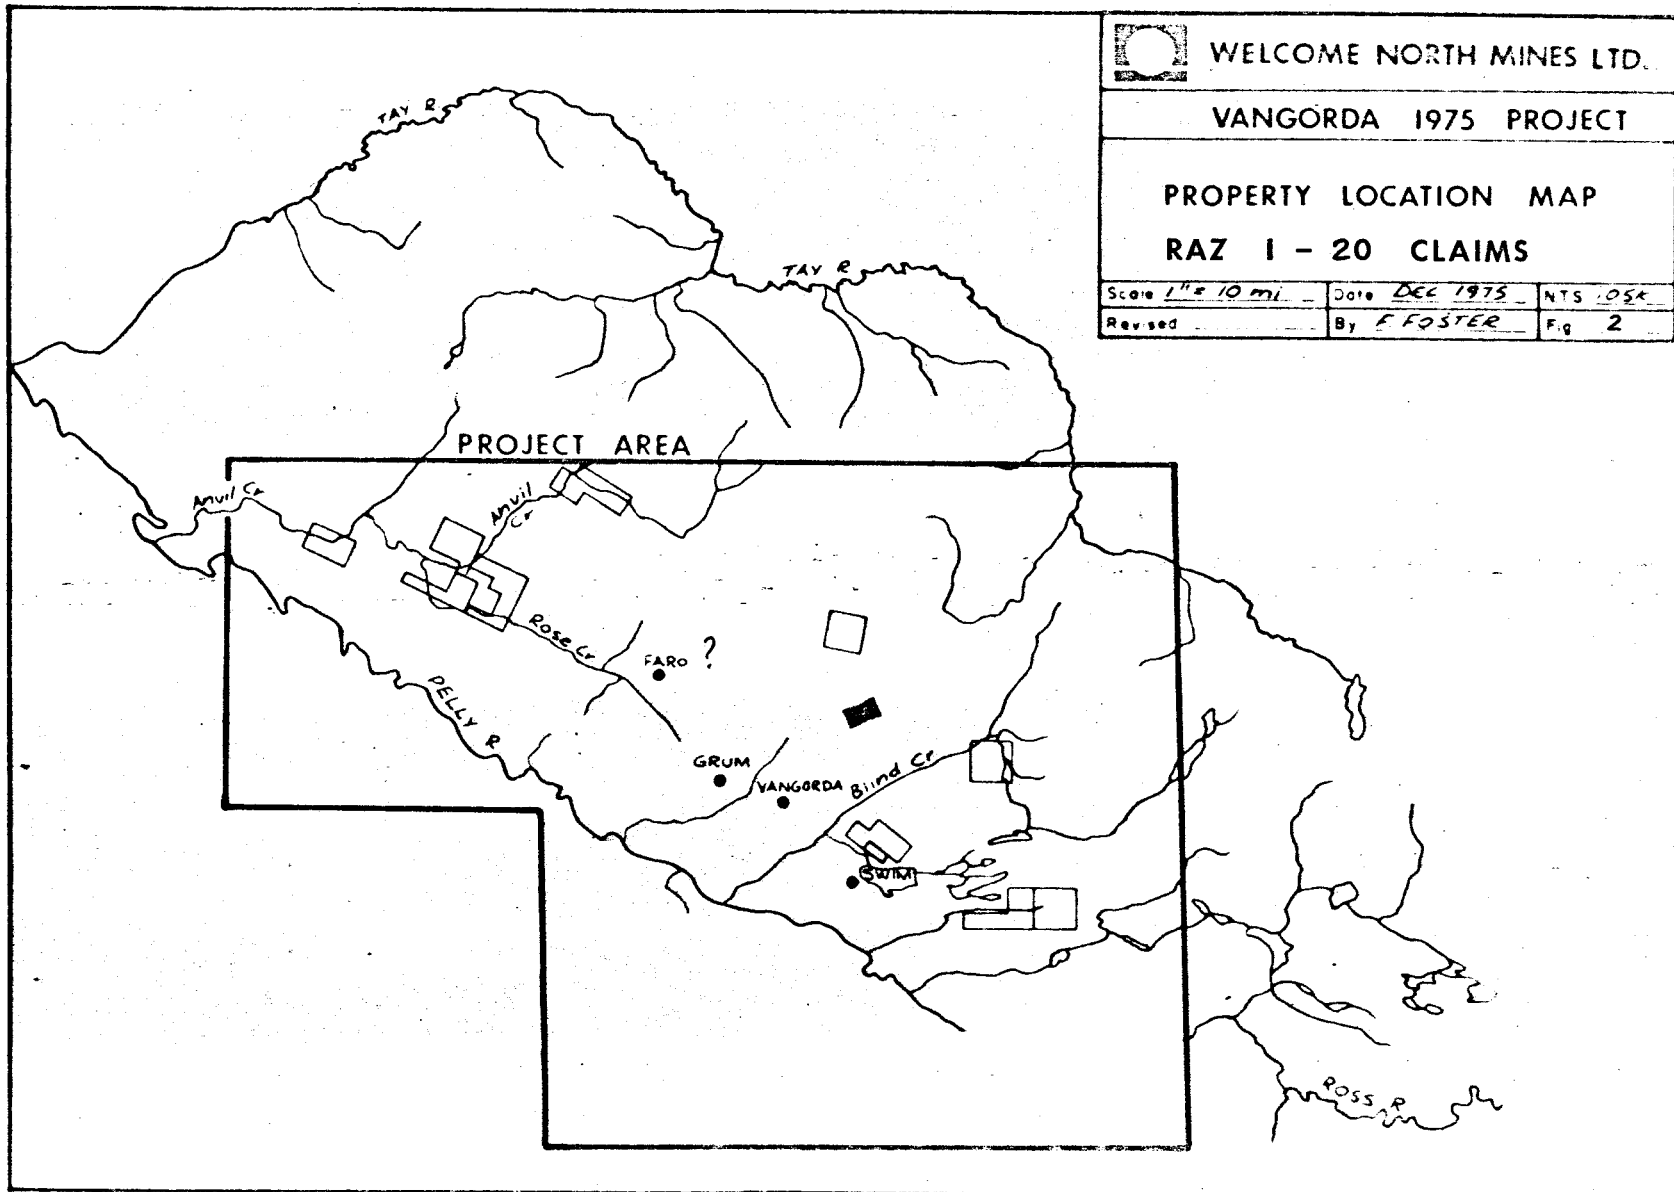 WELCOME NORTH MINES LTD.
VANGORDA 1975 PROJECT
PROPERTY LOCATION MAP
RAZ 1 - 20 CLAIMS
Scale 1" = 10 mi Date DEC 1975 NTS 105K
Revised By F FOSTER Fig 2
TAY R
TAY R
PROJECT AREA
Anvil Cr
Anvil
Cr
Rose Cr
FARO ?
PELLY R
GRUM
VANGORDA
Blind Cr
SWIM
ROSS R